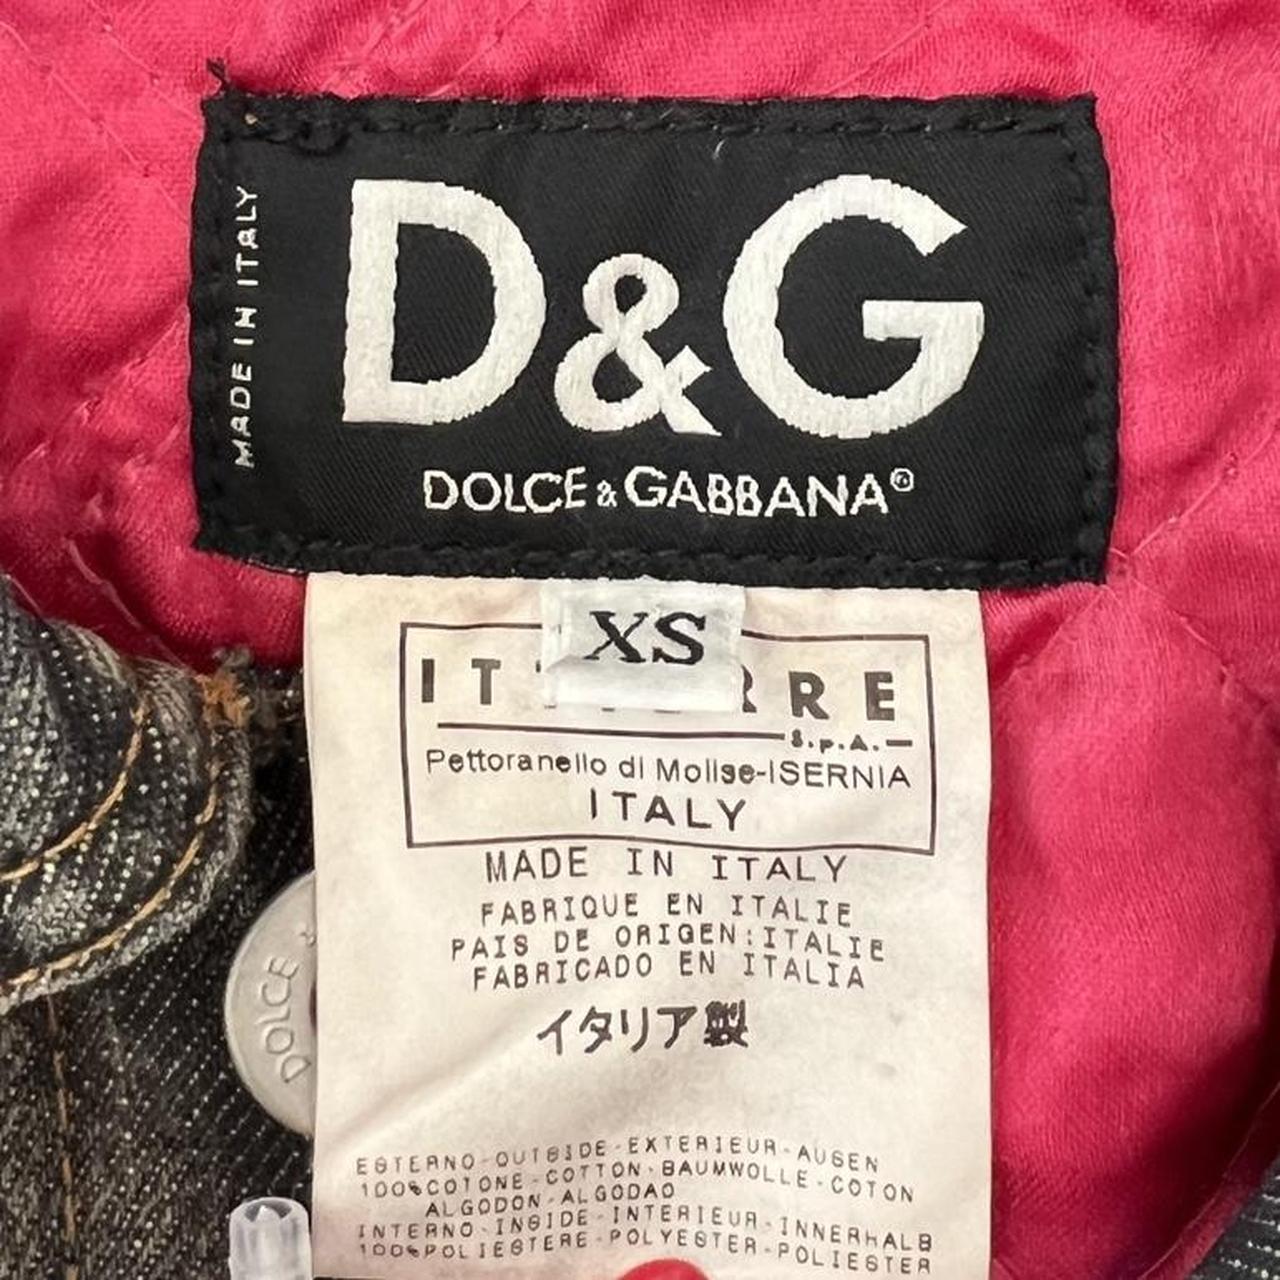 MADE IN ITALY
D&G
DOLCE & GABBANA®
XS
S.p.A.
Pettoranello di Molise-ISERNIA
ITALY
MADE IN ITALY
FABRIQUE EN ITALIE
PAIS DE ORIGEN:ITALIE
FABRICADO EN ITALIA
イタリア製
DOLCE &
ESTERNO-OUTSIDE-EXTERIEUR-AUSEN
100%COTONE-COTTON-BAUMWOLLE-COTON
ALGODON-ALGODAO
INTERNO-INSIDE-INTERIEUR-INNERHALB
100%POLIESTERE-POLYESTER-POLIESTER